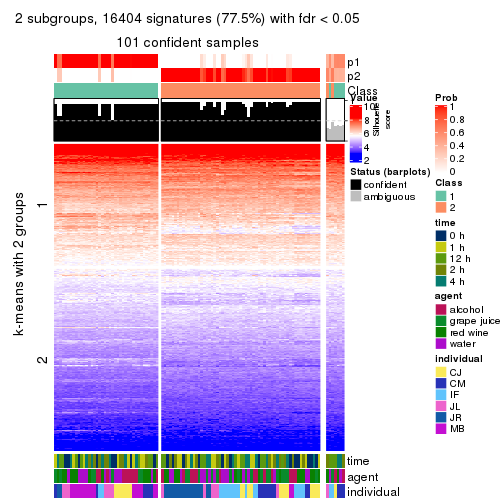 2 subgroups, 16404 signatures (77.5%) with fdr < 0.05
101 confident samples
p1
p2
Class
Silhouette score
k-means with 2 groups
1
2
time
agent
individual
Value
10
8
6
4
2
Status (barplots)
confident
ambiguous
Prob
1
0.8
0.6
0.4
0.2
0
Class
1
2
time
0 h
1 h
12 h
2 h
4 h
agent
alcohol
grape juice
red wine
water
individual
CJ
CM
IF
JL
JR
MB